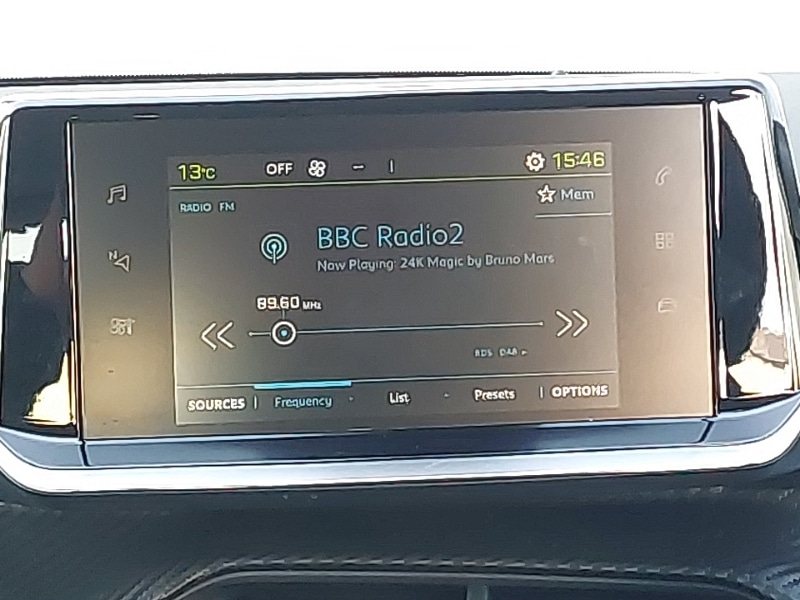 13°C OFF 15:46
RADIO FM
Mem
BBC Radio2
Now Playing: 24K Magic by Bruno Mars
89.60 MHz
RDS DAB
SOURCES Frequency List Presets OPTIONS
N